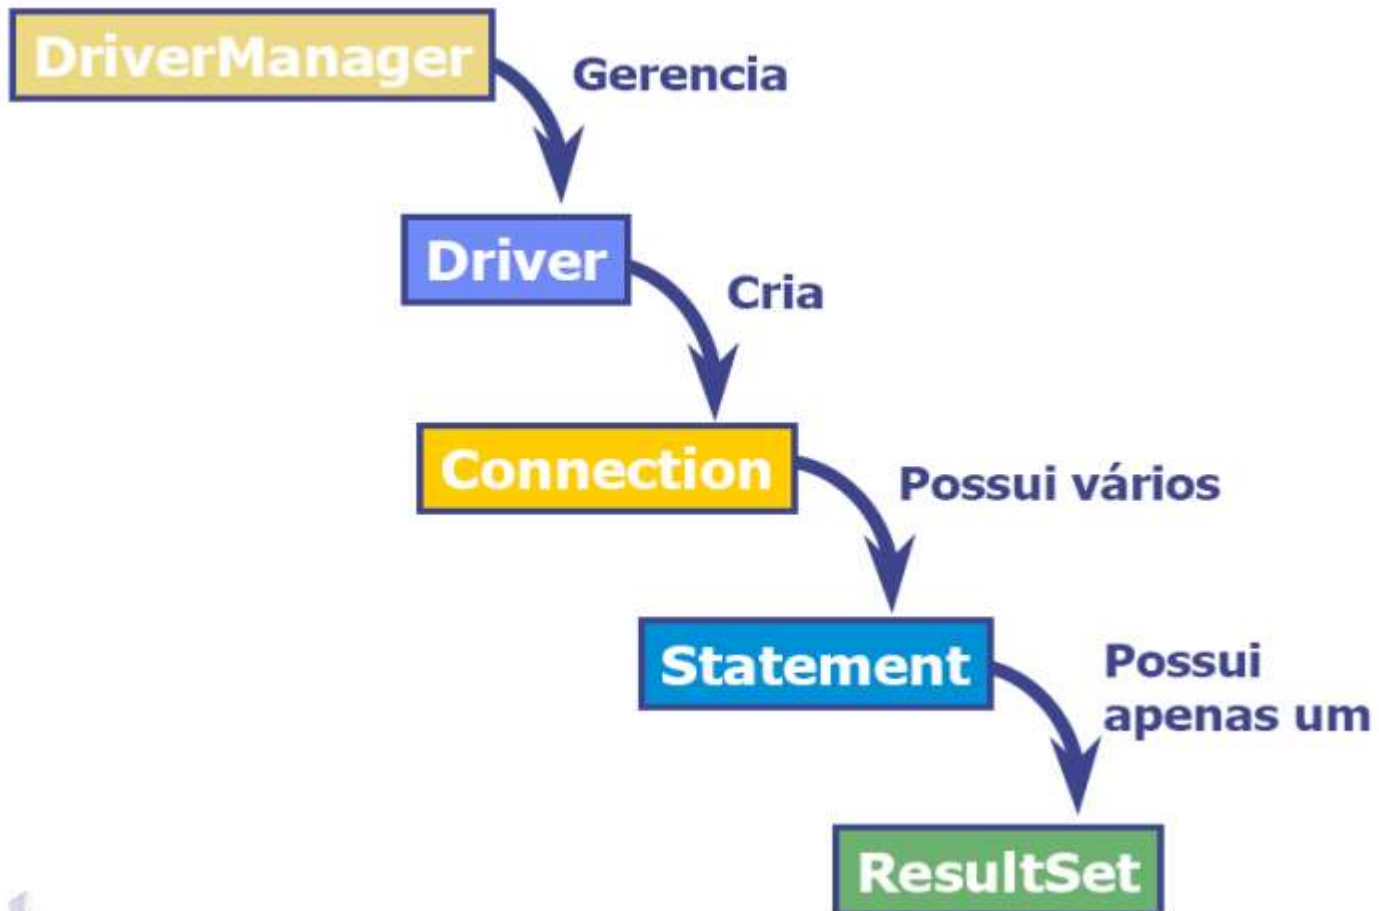 DriverManager
Gerencia
Driver
Cria
Connection
Possui vários
Statement
Possui
apenas um
ResultSet